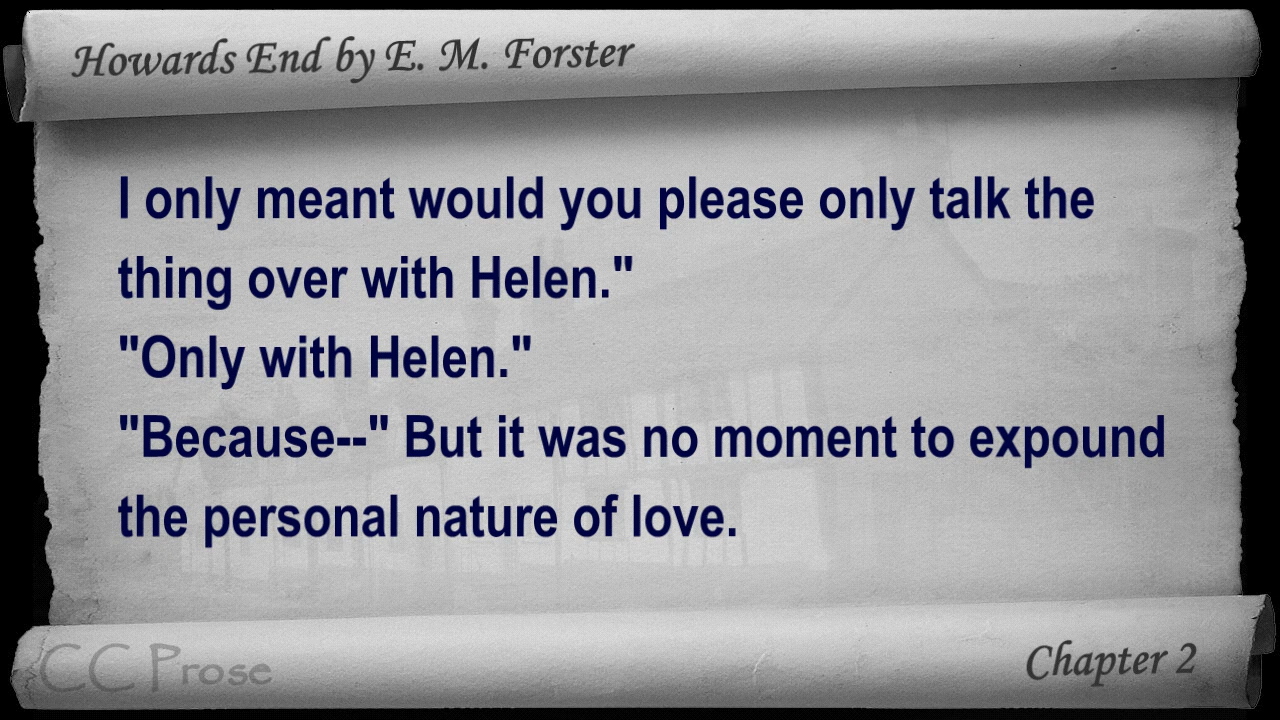 Howards End by E. M. Forster
I only meant would you please only talk the
thing over with Helen."
"Only with Helen."
"Because--" But it was no moment to expound
the personal nature of love.
CC Prose
Chapter 2